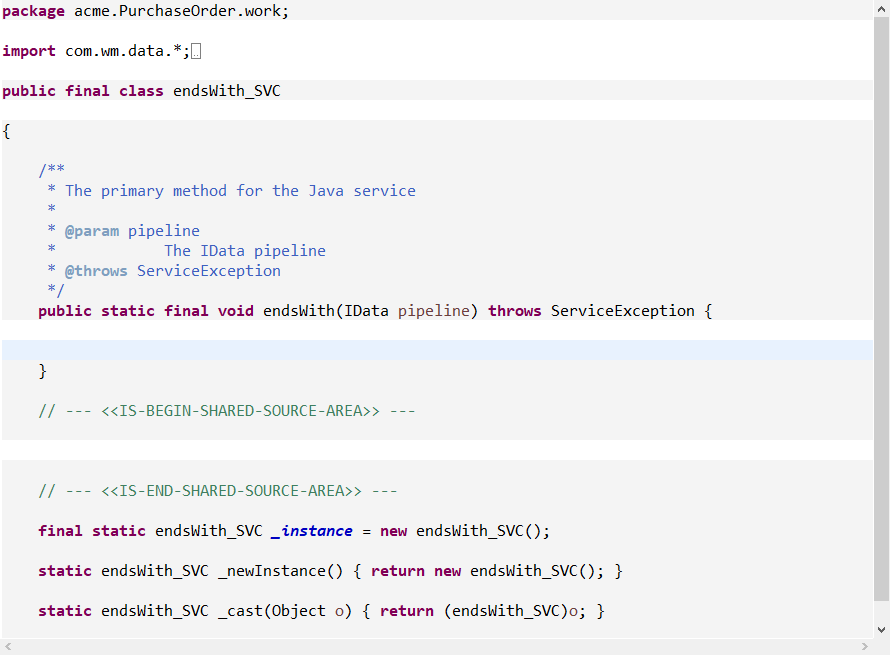 package acme.PurchaseOrder.work;
import com.wm.data.*;
public final class endsWith_SVC
{
/**
* The primary method for the Java service
*
* @param pipeline
* The IData pipeline
* @throws ServiceException
*/
public static final void endsWith(IData pipeline) throws ServiceException {
}
// --- <<IS-BEGIN-SHARED-SOURCE-AREA>> ---
// --- <<IS-END-SHARED-SOURCE-AREA>> ---
final static endsWith_SVC _instance = new endsWith_SVC();
static endsWith_SVC _newInstance() { return new endsWith_SVC(); }
static endsWith_SVC _cast(Object o) { return (endsWith_SVC)o; }